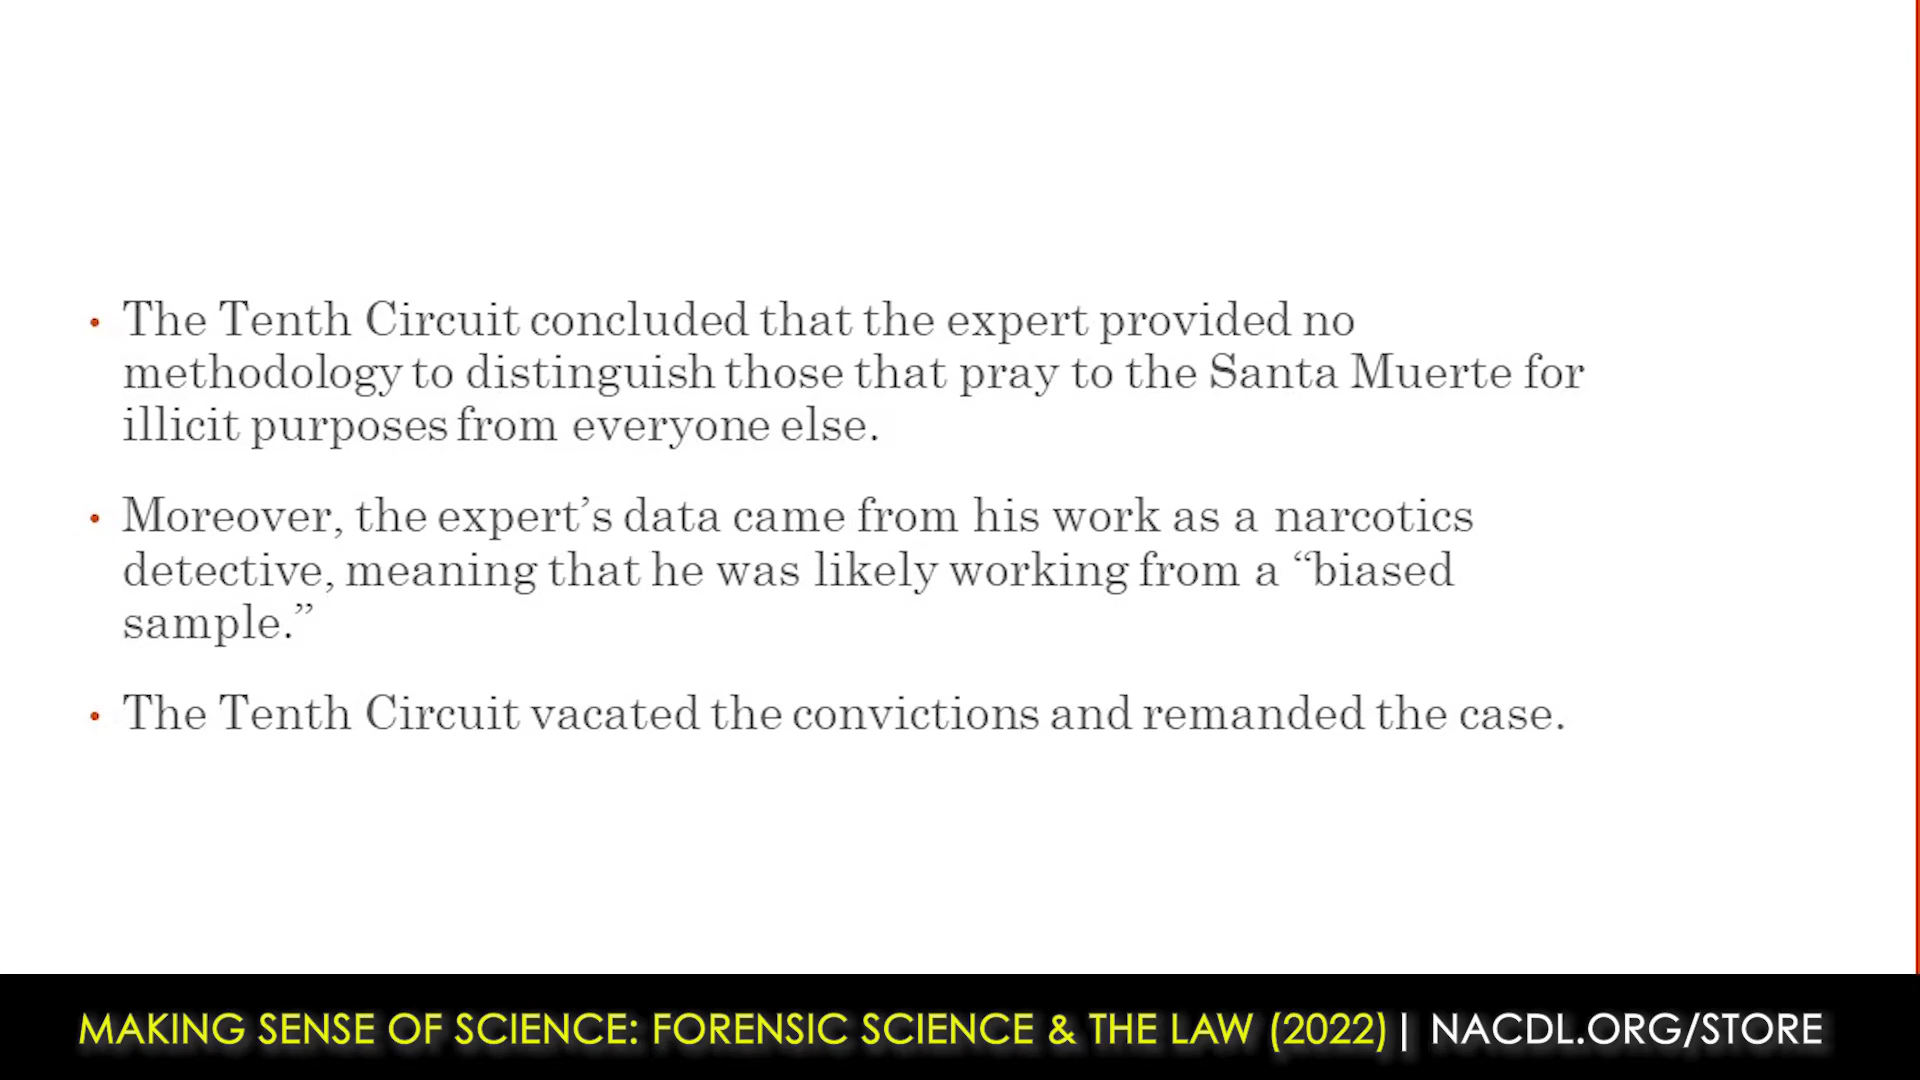 • The Tenth Circuit concluded that the expert provided no
methodology to distinguish those that pray to the Santa Muerte for
illicit purposes from everyone else.
• Moreover, the expert’s data came from his work as a narcotics
detective, meaning that he was likely working from a “biased
sample.”
• The Tenth Circuit vacated the convictions and remanded the case.
MAKING SENSE OF SCIENCE: FORENSIC SCIENCE & THE LAW (2022)| NACDL.ORG/STORE